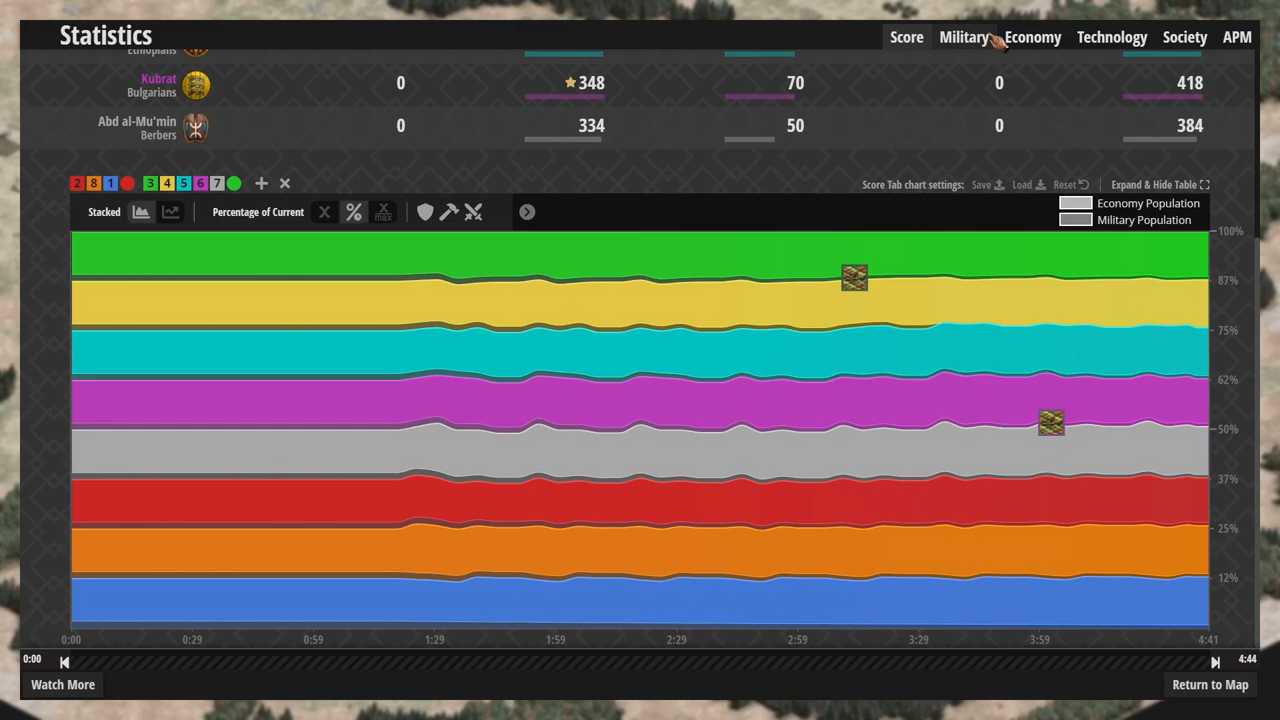 Statistics
Score Military Economy Technology Society APM
Ethiopians
Kubrat
Bulgarians
0 348 70 0 418
Abd al-Mu'min
Berbers
0 334 50 0 384
2 8 1 3 4 5 6 7
Score Tab chart settings: Save Load Reset Expand & Hide Table
Stacked Percentage of Current X % X max
Economy Population
Military Population
100%
87%
75%
62%
50%
37%
25%
12%
0:00 0:29 0:59 1:29 1:59 2:29 2:59 3:29 3:59 4:41
0:00 4:44
Watch More Return to Map